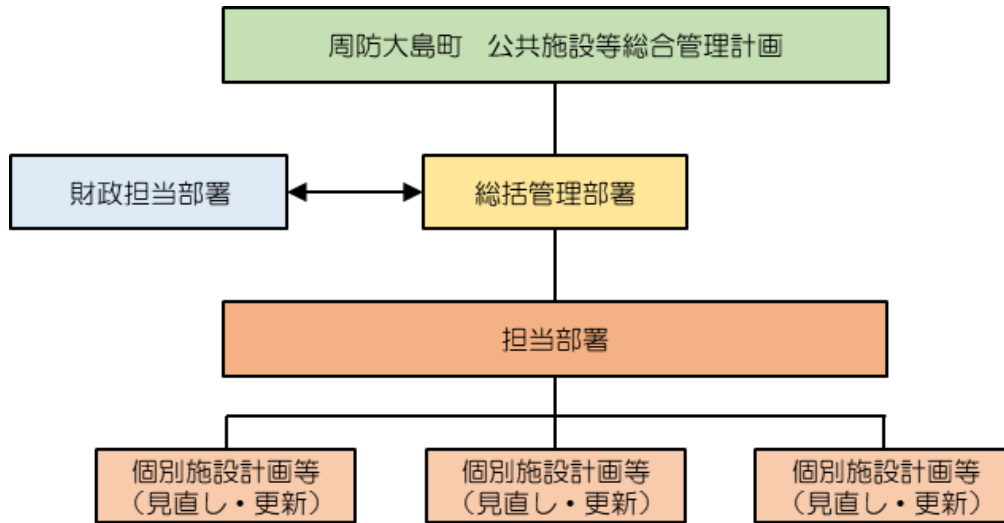 周防大島町　公共施設等総合管理計画
財政担当部署
総括管理部署
担当部署
個別施設計画等
（見直し・更新）
個別施設計画等
（見直し・更新）
個別施設計画等
（見直し・更新）